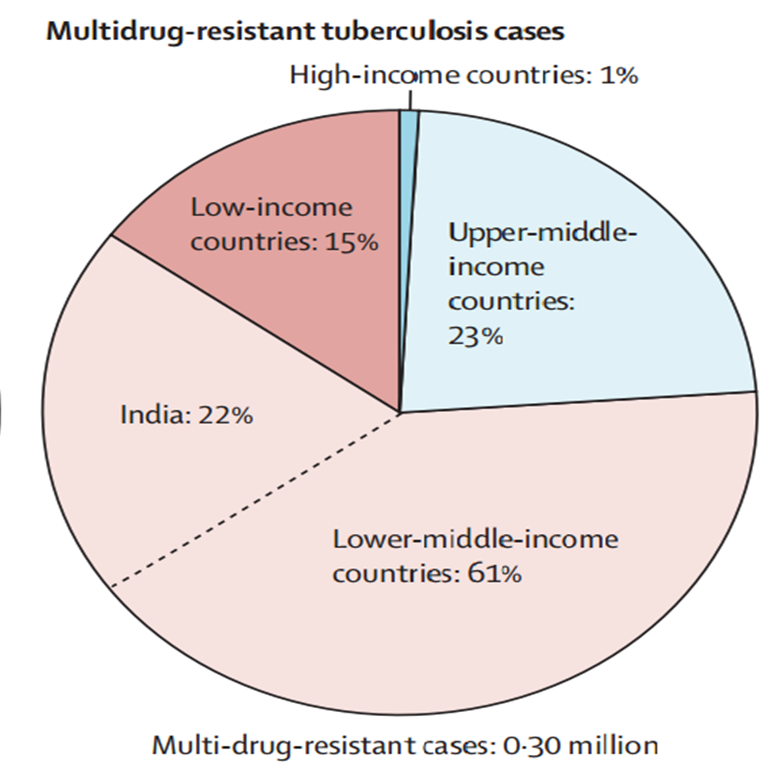 Multidrug-resistant tuberculosis cases
High-income countries: 1%
Low-income
countries: 15%
Upper-middle-
income
countries:
23%
India: 22%
Lower-middle-income
countries: 61%
Multi-drug-resistant cases: 0·30 million